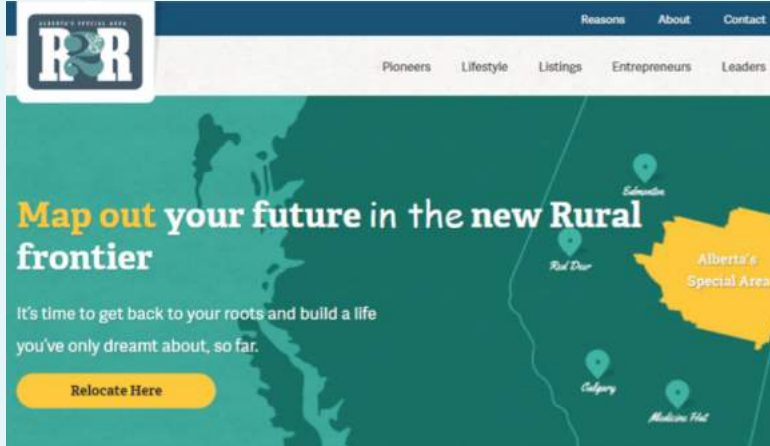 Reasons About Contact
ALBERTA'S SPECIAL AREA
R2R
Pioneers Lifestyle Listings Entrepreneurs Leaders
Map out your future in the new Rural
frontier
It's time to get back to your roots and build a life
you've only dreamt about, so far.
Relocate Here
Edmonton
Red Deer
Alberta's
Special Area
Calgary
Medicine Hat